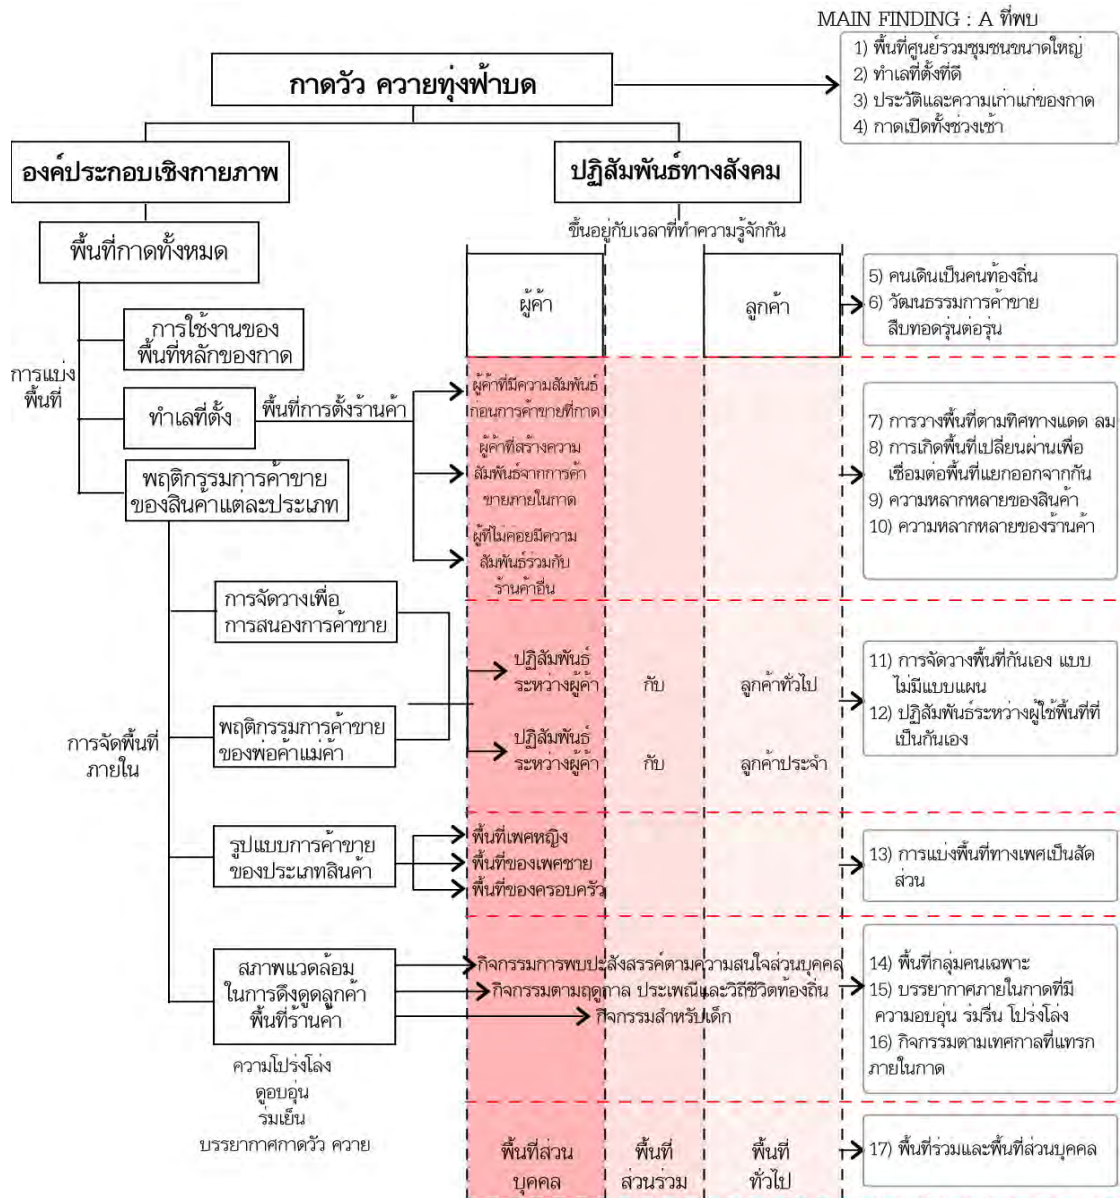 MAIN FINDING : A ที่พบ
กาดวัว ควายทุ่งฟ้าบด
1) พื้นที่ศูนย์รวมชุมชนขนาดใหญ่
2) ทำเลที่ตั้งที่ดี
3) ประวัติและความเก่าแก่ของกาด
4) กาดเปิดทั้งช่วงเช้า
องค์ประกอบเชิงกายภาพ
ปฏิสัมพันธ์ทางสังคม
ขึ้นอยู่กับเวลาที่ทำความรู้จักกัน
พื้นที่กาดทั้งหมด
ผู้ค้า
ลูกค้า
5) คนเดินเป็นคนท้องถิ่น
6) วัฒนธรรมการค้าขาย
สืบทอดรุ่นต่อรุ่น
การแบ่ง
พื้นที่
การใช้งานของ
พื้นที่หลักของกาด
ทำเลที่ตั้ง
พื้นที่การตั้งร้านค้า
พฤติกรรมการค้าขาย
ของสินค้าแต่ละประเภท
ผู้ค้าที่มีความสัมพันธ์
ก่อนการค้าขายที่กาด
ผู้ค้าที่สร้างความ
สัมพันธ์จากการค้า
ขายภายในกาด
ผู้ที่ไม่คอยมีความ
สัมพันธ์ร่วมกับ
ร้านค้าอื่น
7) การวางพื้นที่ตามทิศทางแดด ลม
8) การเกิดพื้นที่เปลี่ยนผ่านเพื่อ
เชื่อมต่อพื้นที่แยกออกจากกัน
9) ความหลากหลายของสินค้า
10) ความหลากหลายของร้านค้า
การจัดพื้นที่
ภายใน
การจัดวางเพื่อ
การสนองการค้าขาย
พฤติกรรมการค้าขาย
ของพ่อค้าแม่ค้า
ปฏิสัมพันธ์
ระหว่างผู้ค้า กับ ลูกค้าทั่วไป
ปฏิสัมพันธ์
ระหว่างผู้ค้า กับ ลูกค้าประจำ
11) การจัดวางพื้นที่กันเอง แบบ
ไม่มีแบบแผน
12) ปฏิสัมพันธ์ระหว่างผู้ใช้พื้นที่ที่
เป็นกันเอง
รูปแบบการค้าขาย
ของประเภทสินค้า
พื้นที่เพศหญิง
พื้นที่ของเพศชาย
พื้นที่ของครอบครัว
13) การแบ่งพื้นที่ทางเพศเป็นสัด
ส่วน
สภาพแวดล้อม
ในการดึงดูดลูกค้า
พื้นที่ร้านค้า
กิจกรรมการพบปะสังสรรค์ตามความสนใจส่วนบุคคล
กิจกรรมตามฤดูกาล ประเพณีและวิถีชีวิตท้องถิ่น
กิจกรรมสำหรับเด็ก
14) พื้นที่กลุ่มคนเฉพาะ
15) บรรยากาศภายในกาดที่มี
ความอบอุ่น ร่มรื่น โปร่งโล่ง
16) กิจกรรมตามเทศกาลที่แทรก
ภายในกาด
ความโปร่งโล่ง
ดูอบอุ่น
ร่มเย็น
บรรยากาศกาดวัว ควาย
พื้นที่ส่วน
บุคคล
พื้นที่
ส่วนร่วม
พื้นที่
ทั่วไป
17) พื้นที่ร่วมและพื้นที่ส่วนบุคคล